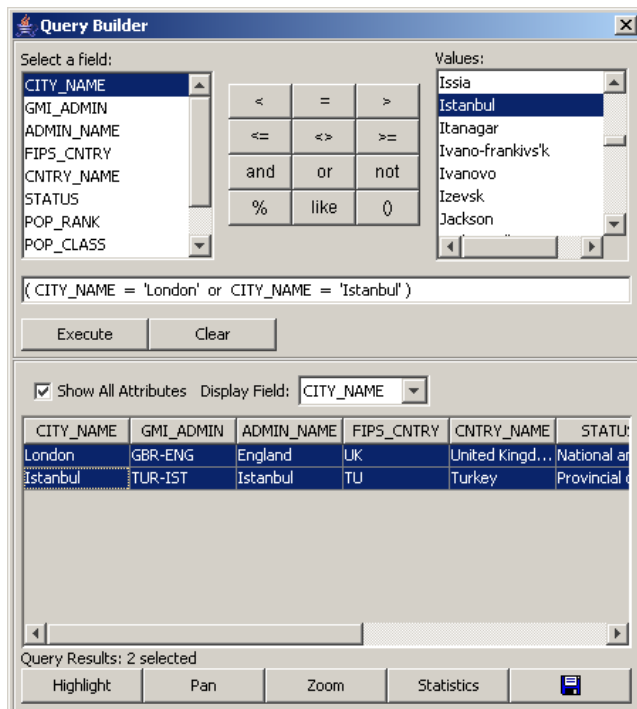 Query Builder
Select a field:
Values:
CITY_NAME
GMI_ADMIN
ADMIN_NAME
FIPS_CNTRY
CNTRY_NAME
STATUS
POP_RANK
POP_CLASS
< = >
<= <> >=
and or not
% like ()
Issia
Istanbul
Itanagar
Ivano-frankivs'k
Ivanovo
Izevsk
Jackson
( CITY_NAME = 'London' or CITY_NAME = 'Istanbul' )
Execute Clear
Show All Attributes Display Field: CITY_NAME
CITY_NAME GMI_ADMIN ADMIN_NAME FIPS_CNTRY CNTRY_NAME STATU
London GBR-ENG England UK United Kingd... National an
Istanbul TUR-IST Istanbul TU Turkey Provincial
Query Results: 2 selected
Highlight Pan Zoom Statistics